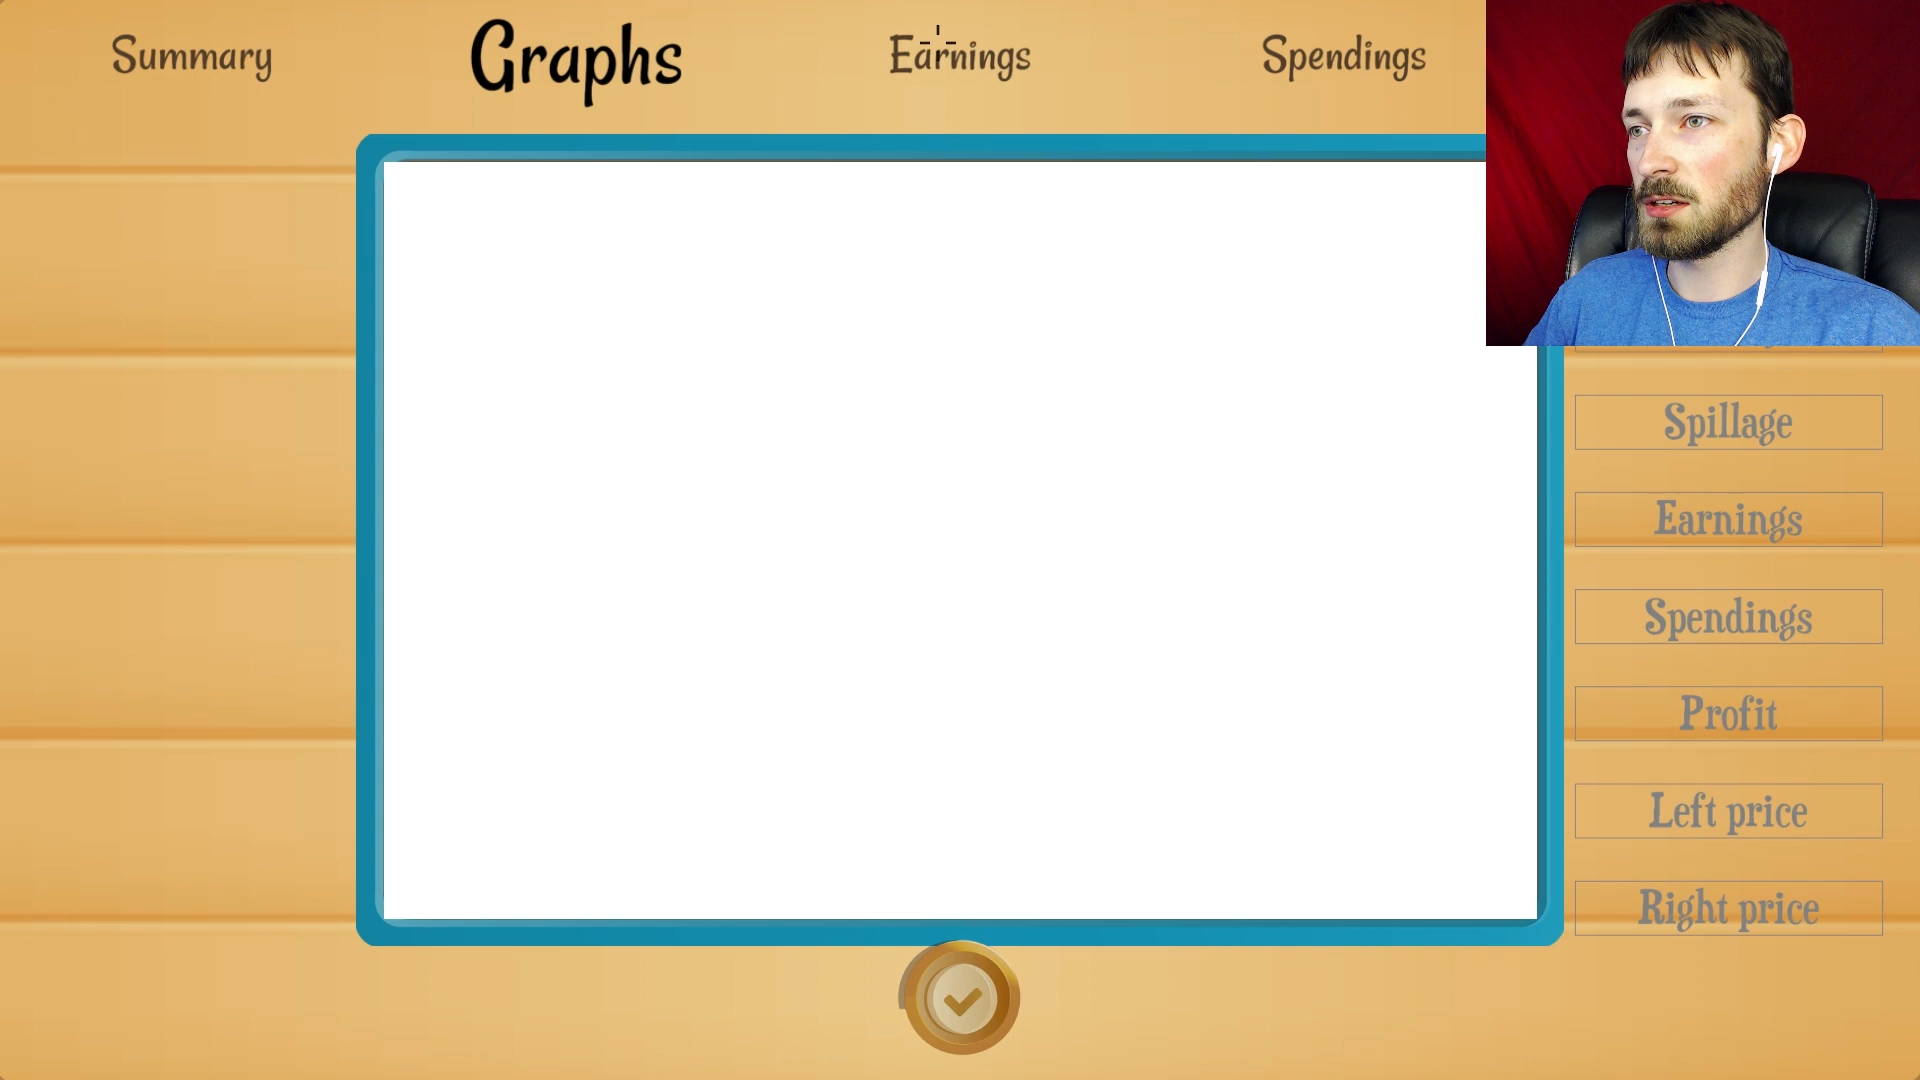 Summary
Graphs
Earnings
Spendings
Spillage
Earnings
Spendings
Profit
Left price
Right price